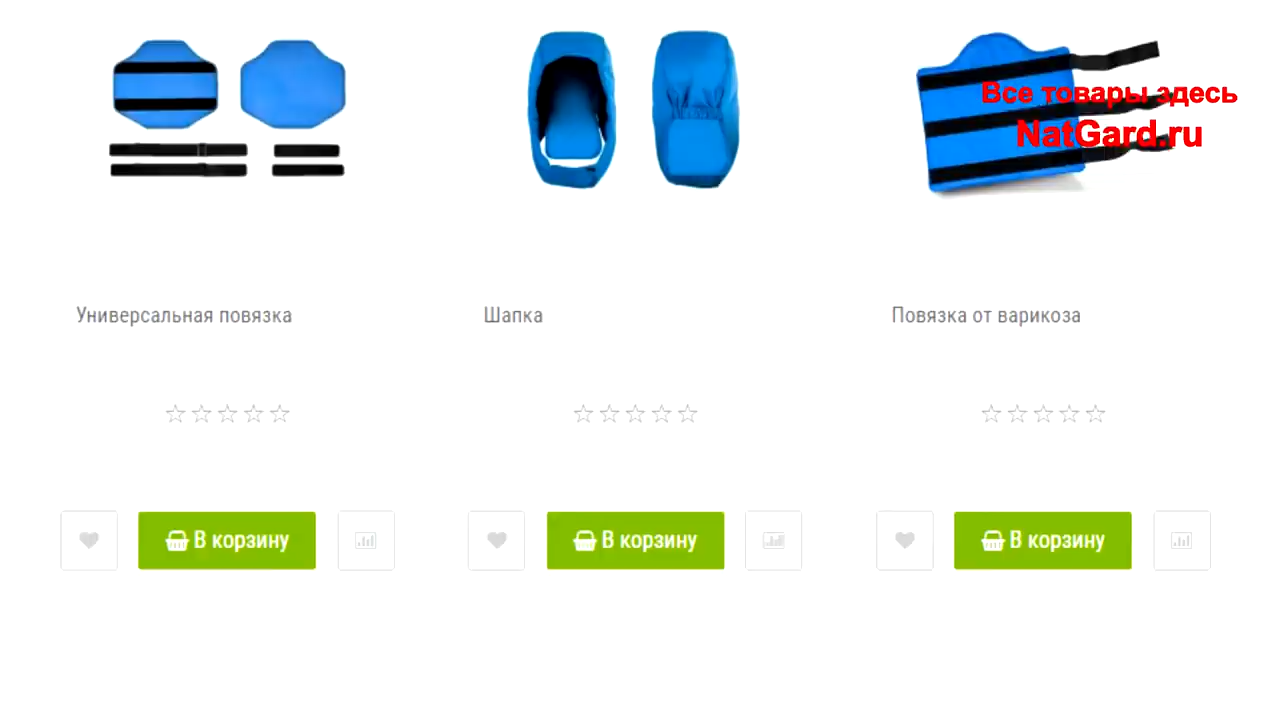 Все товары здесь
NatGard.ru
Универсальная повязка
Шапка
Повязка от варикоза
В корзину
В корзину
В корзину